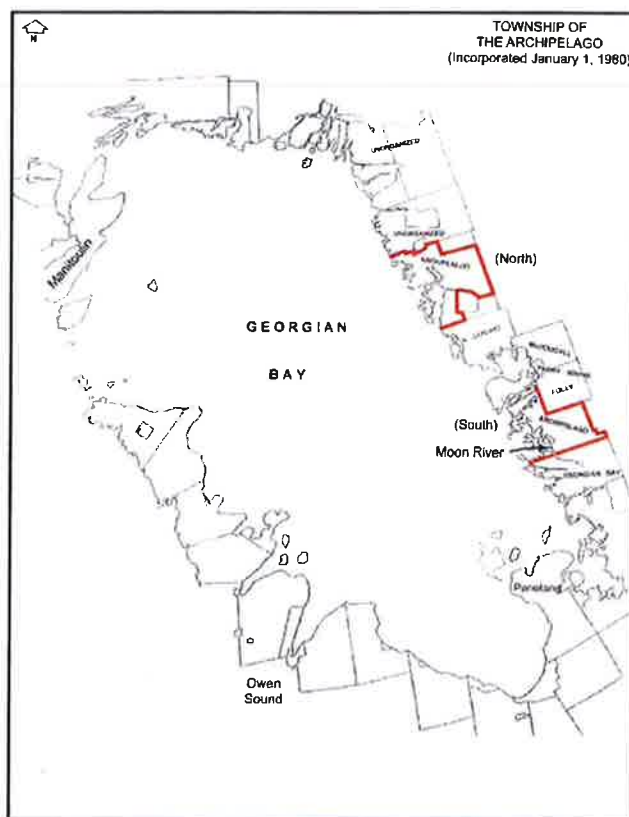 N
TOWNSHIP OF
THE ARCHIPELAGO
(Incorporated January 1, 1980)
UNORGANIZED
UNORGANIZED
ARCHIPELAGO
(North)
Manitoulin
GEORGIAN
BAY
FOLEY
(South)
ARCHIPELAGO
Moon River
GEORGIAN BAY
Penetang
Owen
Sound